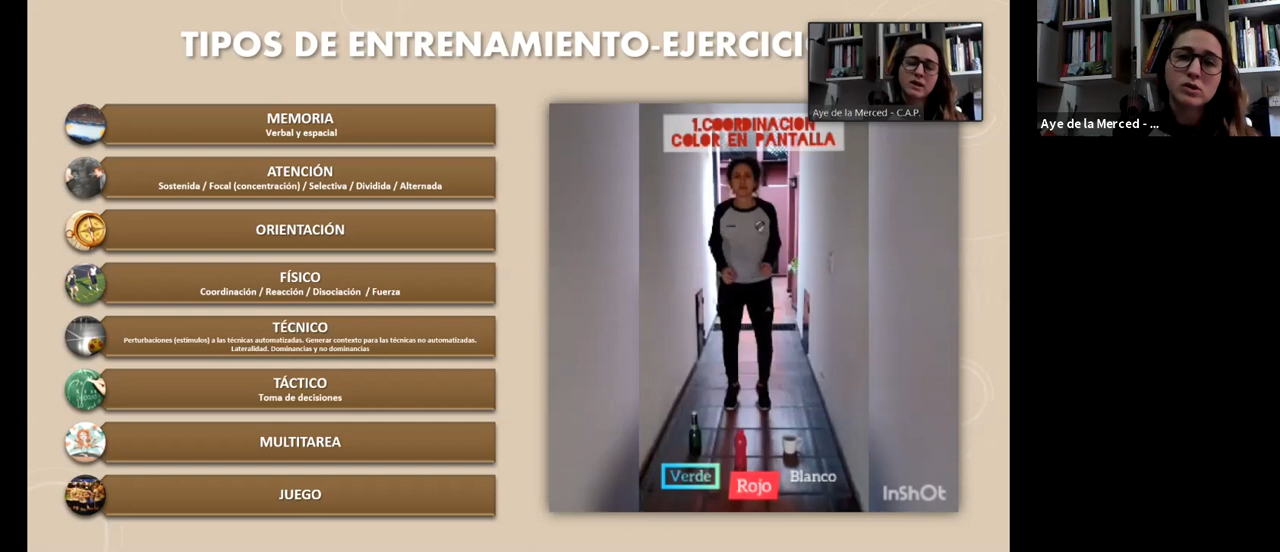 TIPOS DE ENTRENAMIENTO-EJERCICI
Aye de la Merced - C.A.P.
Aye de la Merced - ...
MEMORIA
Verbal y espacial
ATENCIÓN
Sostenida / Focal (concentración) / Selectiva / Dividida / Alternada
ORIENTACIÓN
FÍSICO
Coordinación / Reacción / Disociación / Fuerza
TÉCNICO
Perturbaciones (estímulos) a las técnicas automatizadas. Generar contexto para las técnicas no automatizadas.
Lateralidad. Dominancias y no dominancias
TÁCTICO
Toma de decisiones
MULTITAREA
JUEGO
1.COORDINACION
COLOR EN PANTALLA
Verde
Rojo
Blanco
InShOt